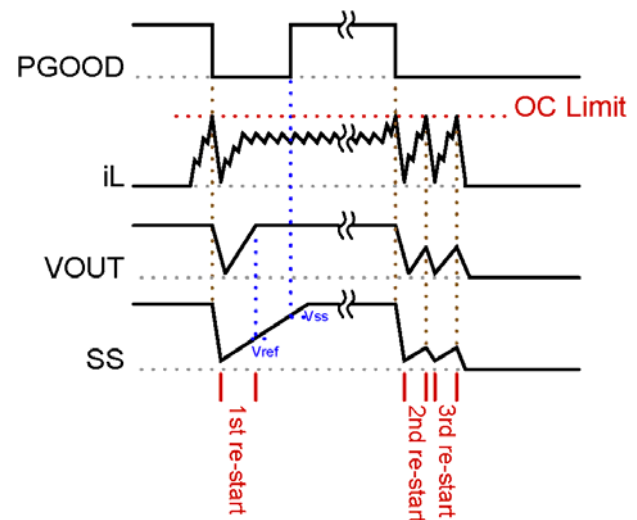 PGOOD
OC Limit
iL
VOUT
Vss
Vref
SS
1st re-start
2nd re-start
3rd re-start